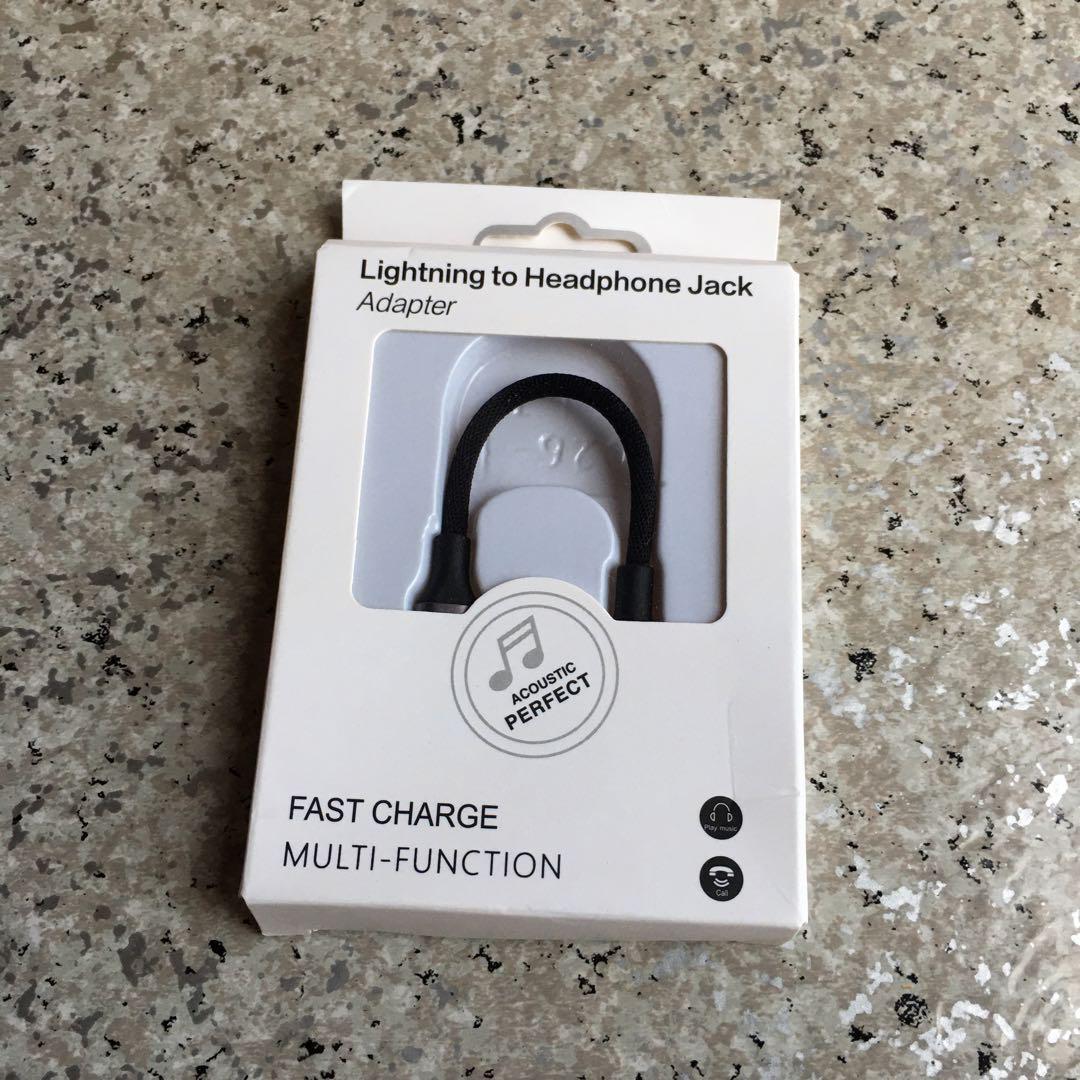 Lightning to Headphone Jack
Adapter
ACOUSTIC
PERFECT
FAST CHARGE
MULTI-FUNCTION
Play music
Call